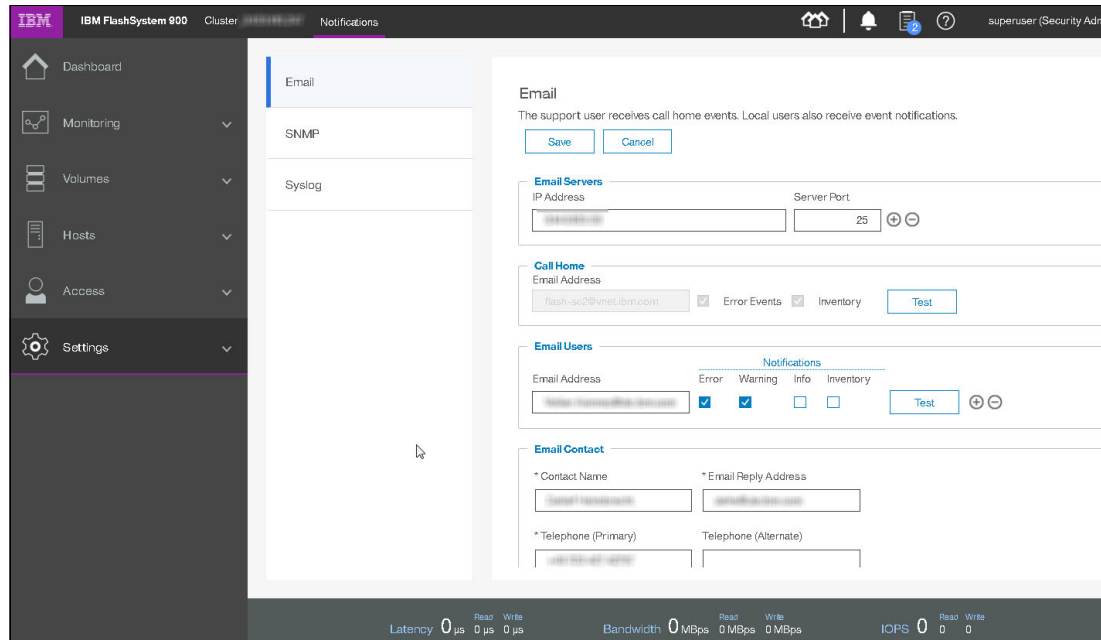 IBM IBM FlashSystem 900 Cluster Notifications 2 ? superuser (Security Adm
Dashboard
Monitoring
Volumes
Hosts
Access
Settings
Email
SNMP
Syslog
Email
The support user receives call home events. Local users also receive event notifications.
Save Cancel
Email Servers
IP Address Server Port
25
Call Home
Email Address
flash-sc2@vnet.ibm.com Error Events Inventory Test
Email Users
Notifications
Email Address Error Warning Info Inventory
Test
Email Contact
* Contact Name * Email Reply Address
* Telephone (Primary) Telephone (Alternate)
Read Write Read Write Read Write
Latency 0 µs 0 µs 0 µs Bandwidth 0 MBps 0 MBps 0 MBps IOPS 0 0 0